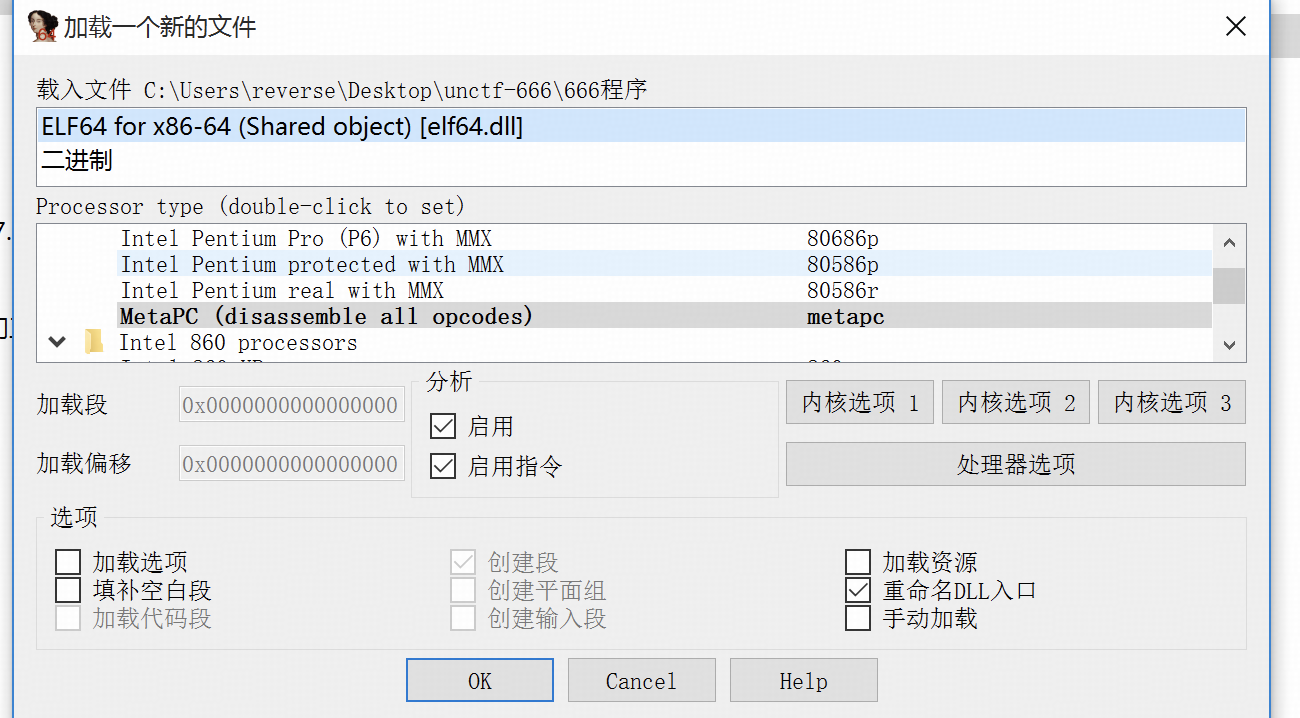 加载一个新的文件
载入文件 C:\Users\reverse\Desktop\unctf-666\666程序
ELF64 for x86-64 (Shared object) [elf64.dll]
二进制
Processor type (double-click to set)
Intel Pentium Pro (P6) with MMX 80686p
Intel Pentium protected with MMX 80586p
Intel Pentium real with MMX 80586r
MetaPC (disassemble all opcodes) metapc
Intel 860 processors
加载段 0x0000000000000000
加载偏移 0x0000000000000000
分析
启用
启用指令
内核选项 1 内核选项 2 内核选项 3
处理器选项
选项
加载选项 创建段 加载资源
填补空白段 创建平面组 重命名DLL入口
加载代码段 创建输入段 手动加载
OK Cancel Help